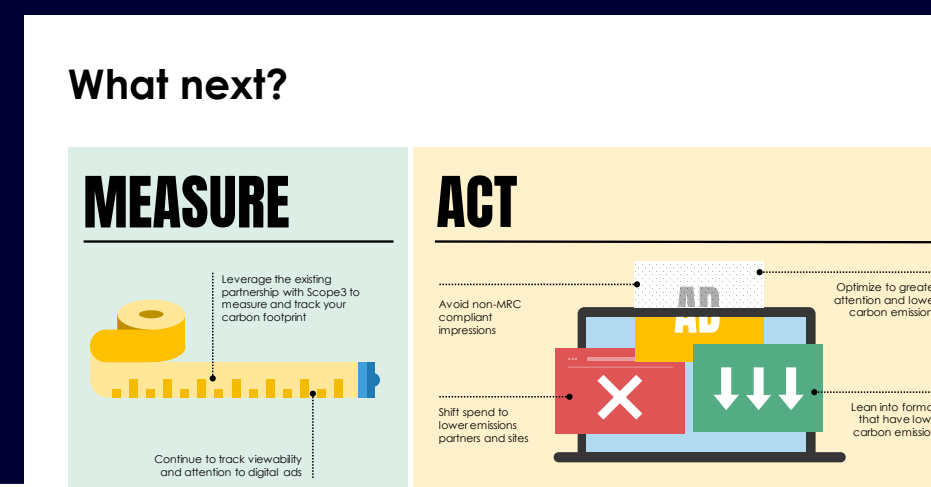 What next?
MEASURE
Leverage the existing
partnership with Scope3 to
measure and track your
carbon footprint
Continue to track viewability
and attention to digital ads
ACT
Avoid non-MRC
compliant
impressions
AD
Optimize to greate
attention and lowe
carbon emission
Shift spend to
lower emissions
partners and sites
Lean into forma
that have low
carbon emissio